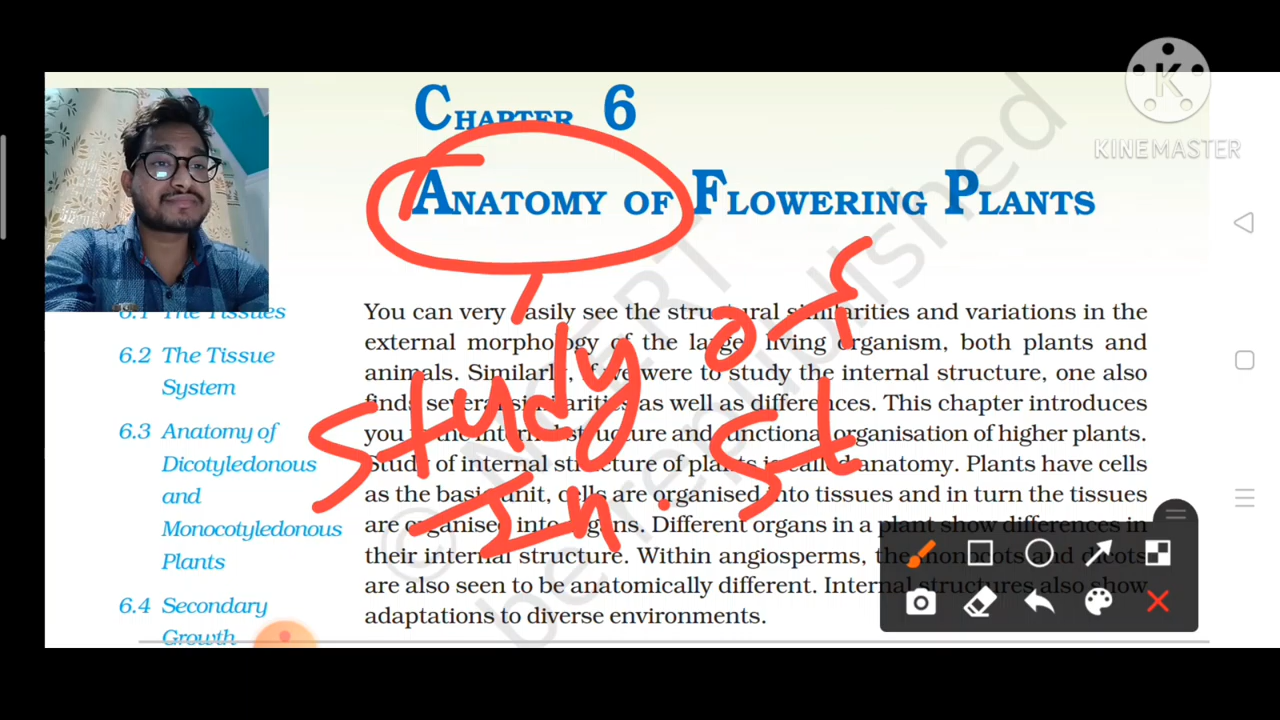 CHAPTER 6
KINEMASTER
ANATOMY OF FLOWERING PLANTS
6.1 The Tissues
6.2 The Tissue
System
6.3 Anatomy of
Dicotyledonous
and
Monocotyledonous
Plants
6.4 Secondary
Growth
You can very easily see the structural similarities and variations in the
external morphology of the larger living organism, both plants and
animals. Similarly, if we were to study the internal structure, one also
finds several similarities as well as differences. This chapter introduces
you to the internal structure and functional organisation of higher plants.
Study of internal structure of plants is called anatomy. Plants have cells
as the basic unit, cells are organised into tissues and in turn the tissues
are organised into organs. Different organs in a plant show differences in
their internal structure. Within angiosperms, the monocots and dicots
are also seen to be anatomically different. Internal structures also show
adaptations to diverse environments.
Study of
In. St
© NCERT
be republished